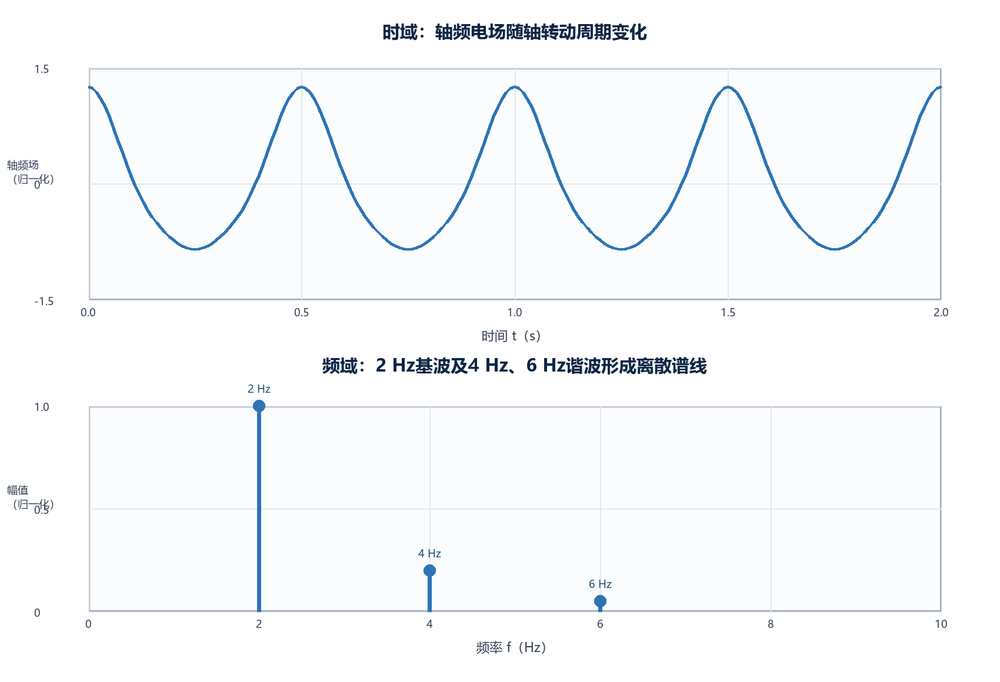 时域：轴频电场随轴转动周期变化
1.5
轴频场
（归一化）
0
-1.5
0.0 0.5 1.0 1.5 2.0
时间 t（s）
频域：2 Hz基波及4 Hz、6 Hz谐波形成离散谱线
2 Hz
1.0
幅值
（归一化）
0.5
4 Hz
6 Hz
0
0 2 4 6 8 10
频率 f（Hz）